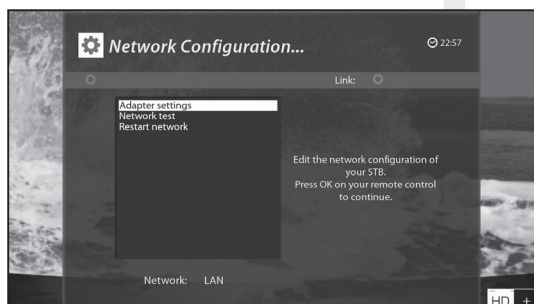 Network Configuration...
22:57
Link:
Adapter settings
Network test
Restart network
Edit the network configuration of
your STB.
Press OK on your remote control
to continue.
Network: LAN
HD +